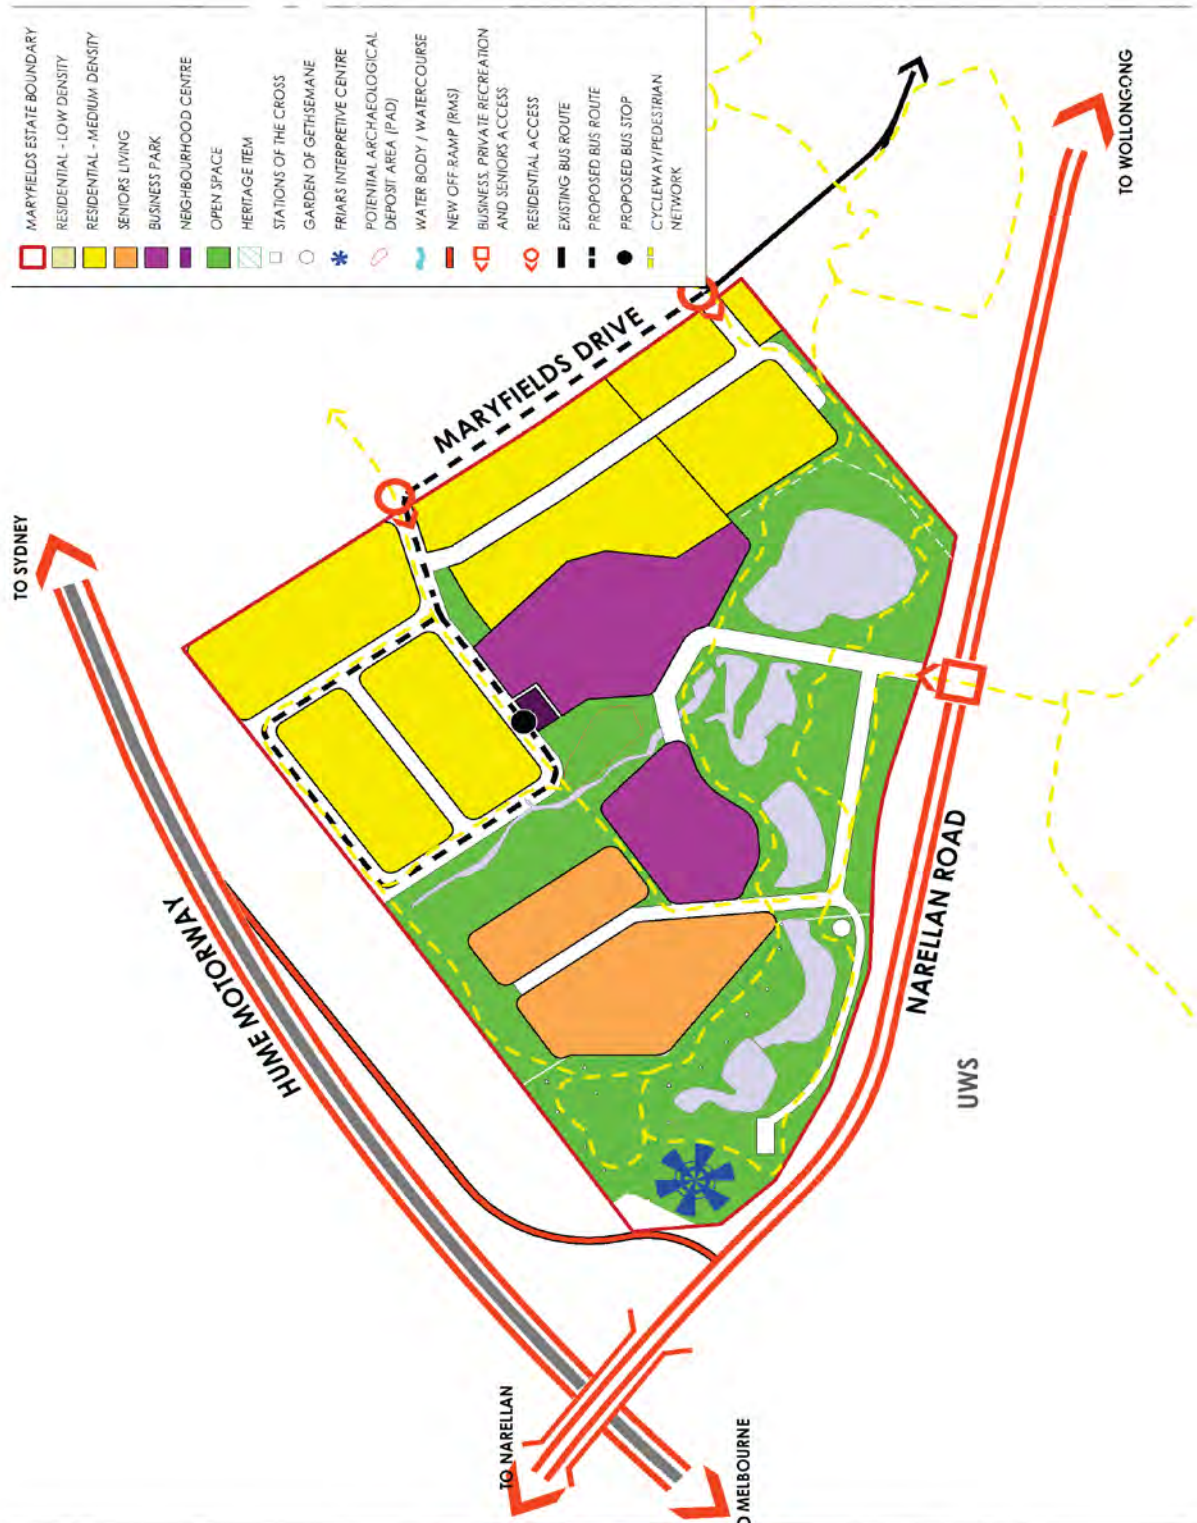 MARYFIELDS ESTATE BOUNDARY
RESIDENTIAL - LOW DENSITY
RESIDENTIAL - MEDIUM DENSITY
SENIORS LIVING
BUSINESS PARK
NEIGHBOURHOOD CENTRE
OPEN SPACE
HERITAGE ITEM
STATIONS OF THE CROSS
GARDEN OF GETHSEMANE
FRIARS INTERPRETIVE CENTRE
POTENTIAL ARCHAEOLOGICAL
DEPOSIT AREA (PAD)
WATER BODY / WATERCOURSE
NEW OFF-RAMP (RMS)
BUSINESS, PRIVATE RECREATION
AND SENIORS ACCESS
RESIDENTIAL ACCESS
EXISTING BUS ROUTE
PROPOSED BUS ROUTE
PROPOSED BUS STOP
CYCLEWAY/PEDESTRIAN
NETWORK
TO SYDNEY
MARYFIELDS DRIVE
TO WOLLONGONG
HUME MOTORWAY
NARELLAN ROAD
UWS
TO NARELLAN
O MELBOURNE